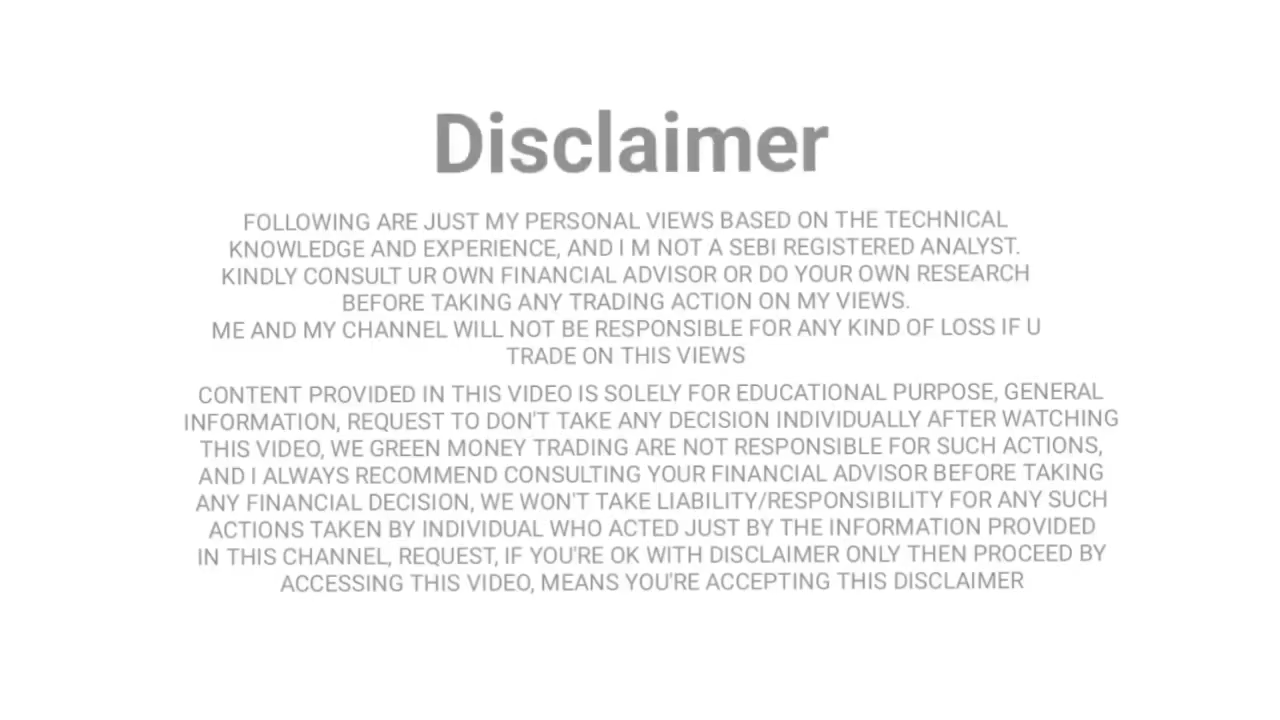 Disclaimer
FOLLOWING ARE JUST MY PERSONAL VIEWS BASED ON THE TECHNICAL
KNOWLEDGE AND EXPERIENCE, AND I M NOT A SEBI REGISTERED ANALYST.
KINDLY CONSULT UR OWN FINANCIAL ADVISOR OR DO YOUR OWN RESEARCH
BEFORE TAKING ANY TRADING ACTION ON MY VIEWS.
ME AND MY CHANNEL WILL NOT BE RESPONSIBLE FOR ANY KIND OF LOSS IF U
TRADE ON THIS VIEWS
CONTENT PROVIDED IN THIS VIDEO IS SOLELY FOR EDUCATIONAL PURPOSE, GENERAL
INFORMATION, REQUEST TO DON'T TAKE ANY DECISION INDIVIDUALLY AFTER WATCHING
THIS VIDEO, WE GREEN MONEY TRADING ARE NOT RESPONSIBLE FOR SUCH ACTIONS,
AND I ALWAYS RECOMMEND CONSULTING YOUR FINANCIAL ADVISOR BEFORE TAKING
ANY FINANCIAL DECISION, WE WON'T TAKE LIABILITY/RESPONSIBILITY FOR ANY SUCH
ACTIONS TAKEN BY INDIVIDUAL WHO ACTED JUST BY THE INFORMATION PROVIDED
IN THIS CHANNEL, REQUEST, IF YOU'RE OK WITH DISCLAIMER ONLY THEN PROCEED BY
ACCESSING THIS VIDEO, MEANS YOU'RE ACCEPTING THIS DISCLAIMER